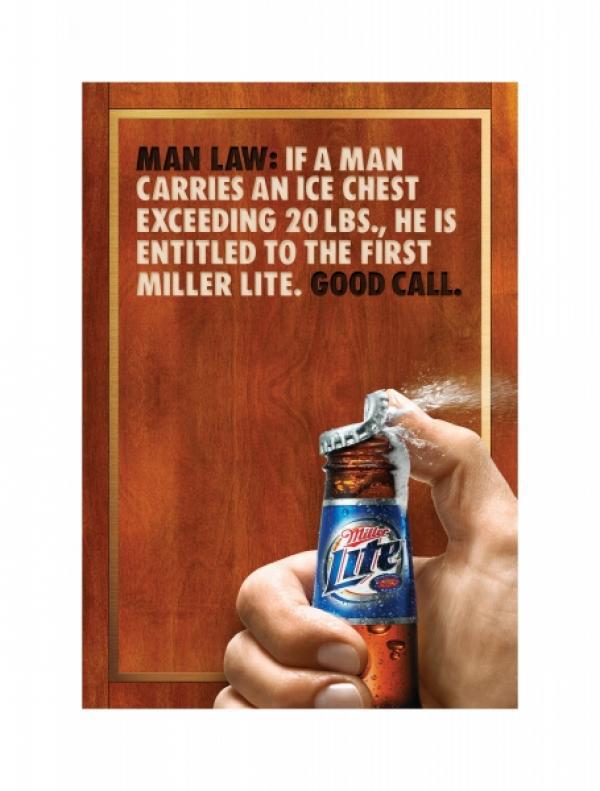 MAN LAW: IF A MAN
CARRIES AN ICE CHEST
EXCEEDING 20 LBS., HE IS
ENTITLED TO THE FIRST
MILLER LITE. GOOD CALL.
Miller
Lite